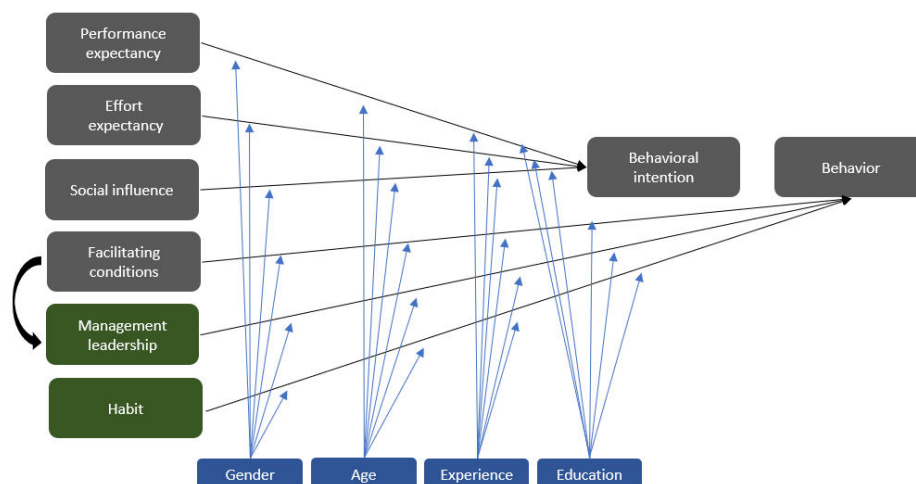 Performance
expectancy
Effort
expectancy
Social influence
Facilitating
conditions
Management
leadership
Habit
Behavioral
intention
Behavior
Gender
Age
Experience
Education